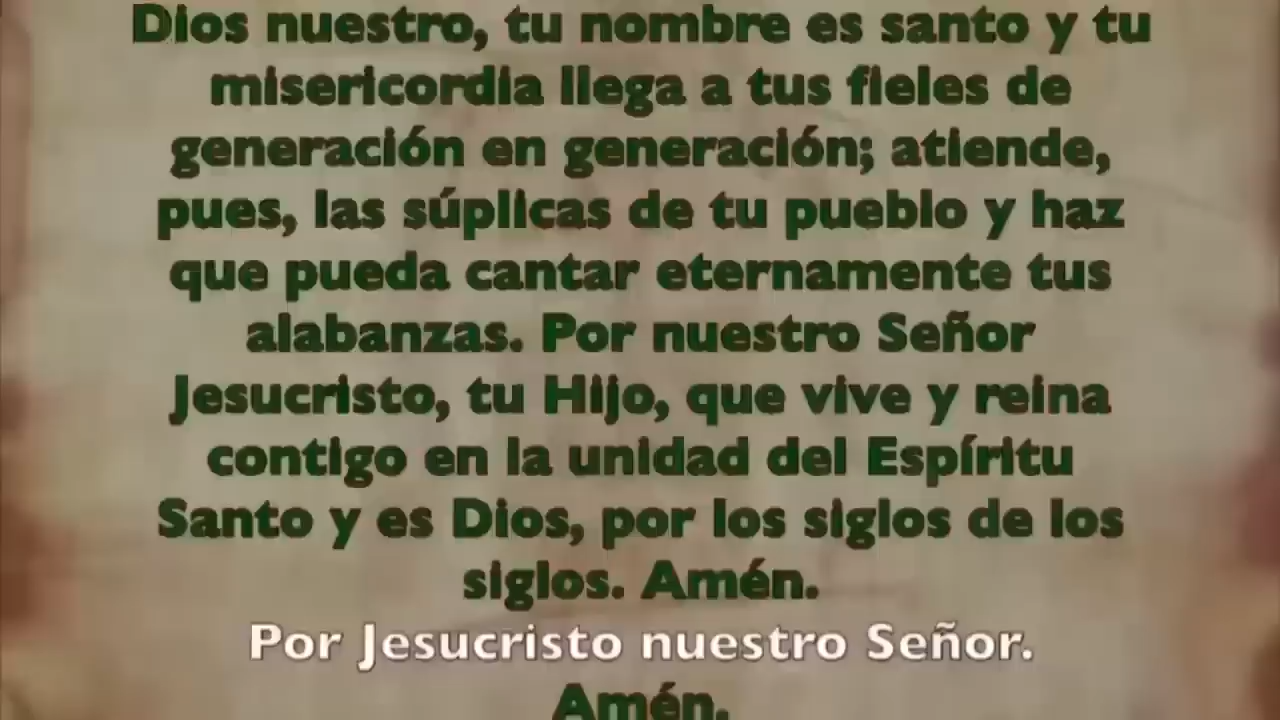 Dios nuestro, tu nombre es santo y tu
misericordia llega a tus fieles de
generación en generación; atiende,
pues, las súplicas de tu pueblo y haz
que pueda cantar eternamente tus
alabanzas. Por nuestro Señor
Jesucristo, tu Hijo, que vive y reina
contigo en la unidad del Espíritu
Santo y es Dios, por los siglos de los
siglos. Amén.
Por Jesucristo nuestro Señor.
Amén.